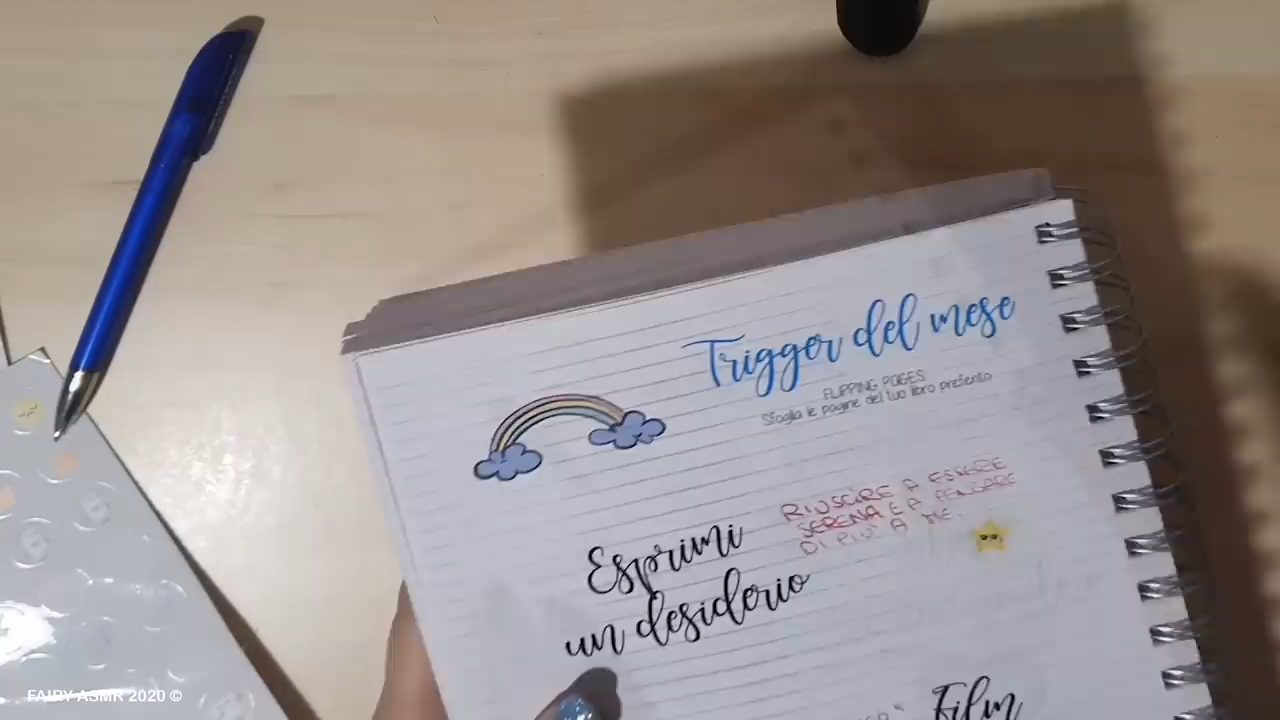 Trigger del mese
FLIPPING PAGES
Sfoglia le pagine del tuo libro preferito
RIUSCIRE A ESSERE
SERENA E A PENSARE
DI PIÙ A ME.
Esprimi
un desiderio
Film
FAIRY ASMR 2020 ©